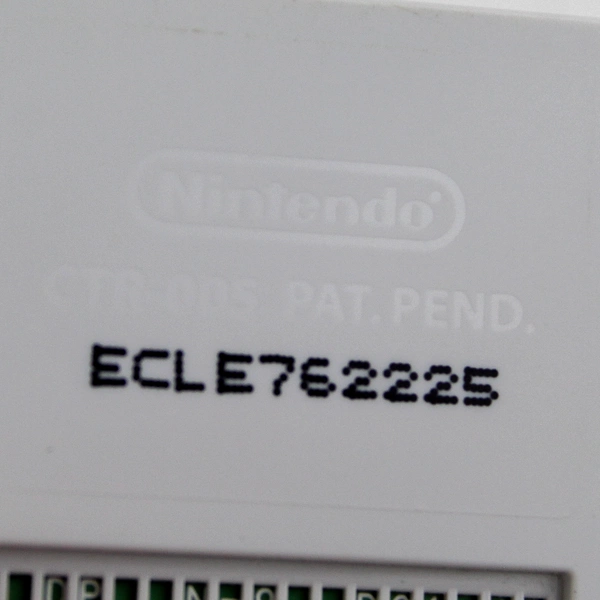 Nintendo
CTR-005 PAT. PEND.
ECLE762225